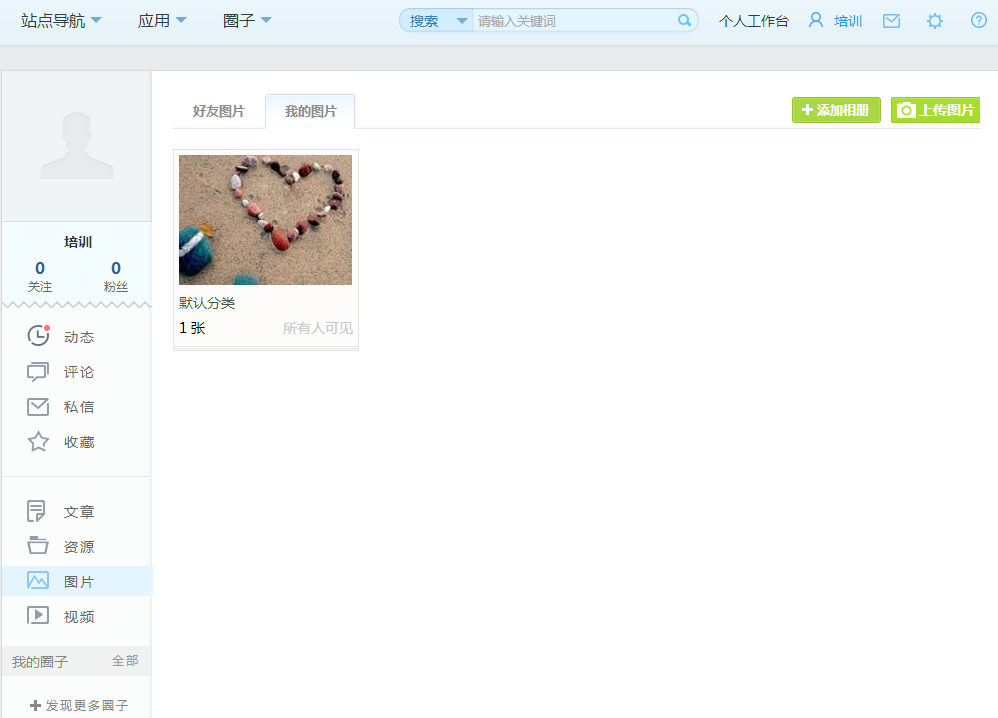 站点导航 应用 圈子 搜索 请输入关键词 个人工作台 培训
好友图片 我的图片 添加相册 上传图片
培训
0 0
关注 粉丝
默认分类
1 张 所有人可见
动态
评论
私信
收藏
文章
资源
图片
视频
我的圈子 全部
发现更多圈子